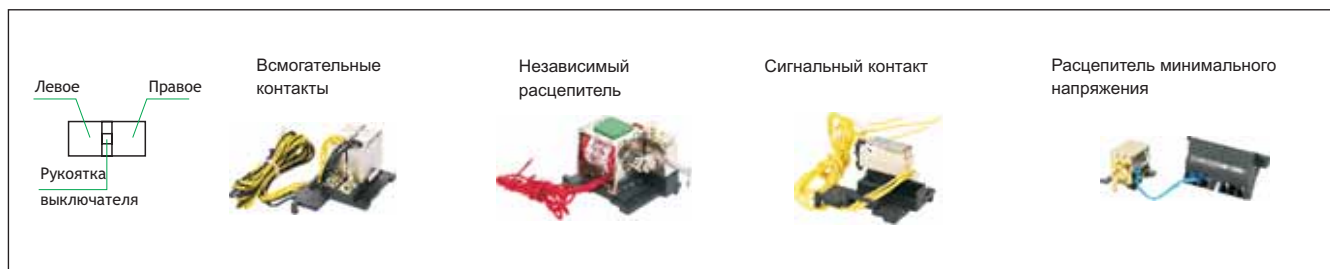 Левое Правое
Рукоятка
выключателя
Всмогательные
контакты
Независимый
расцепитель
Сигнальный контакт
Расцепитель минимального
напряжения